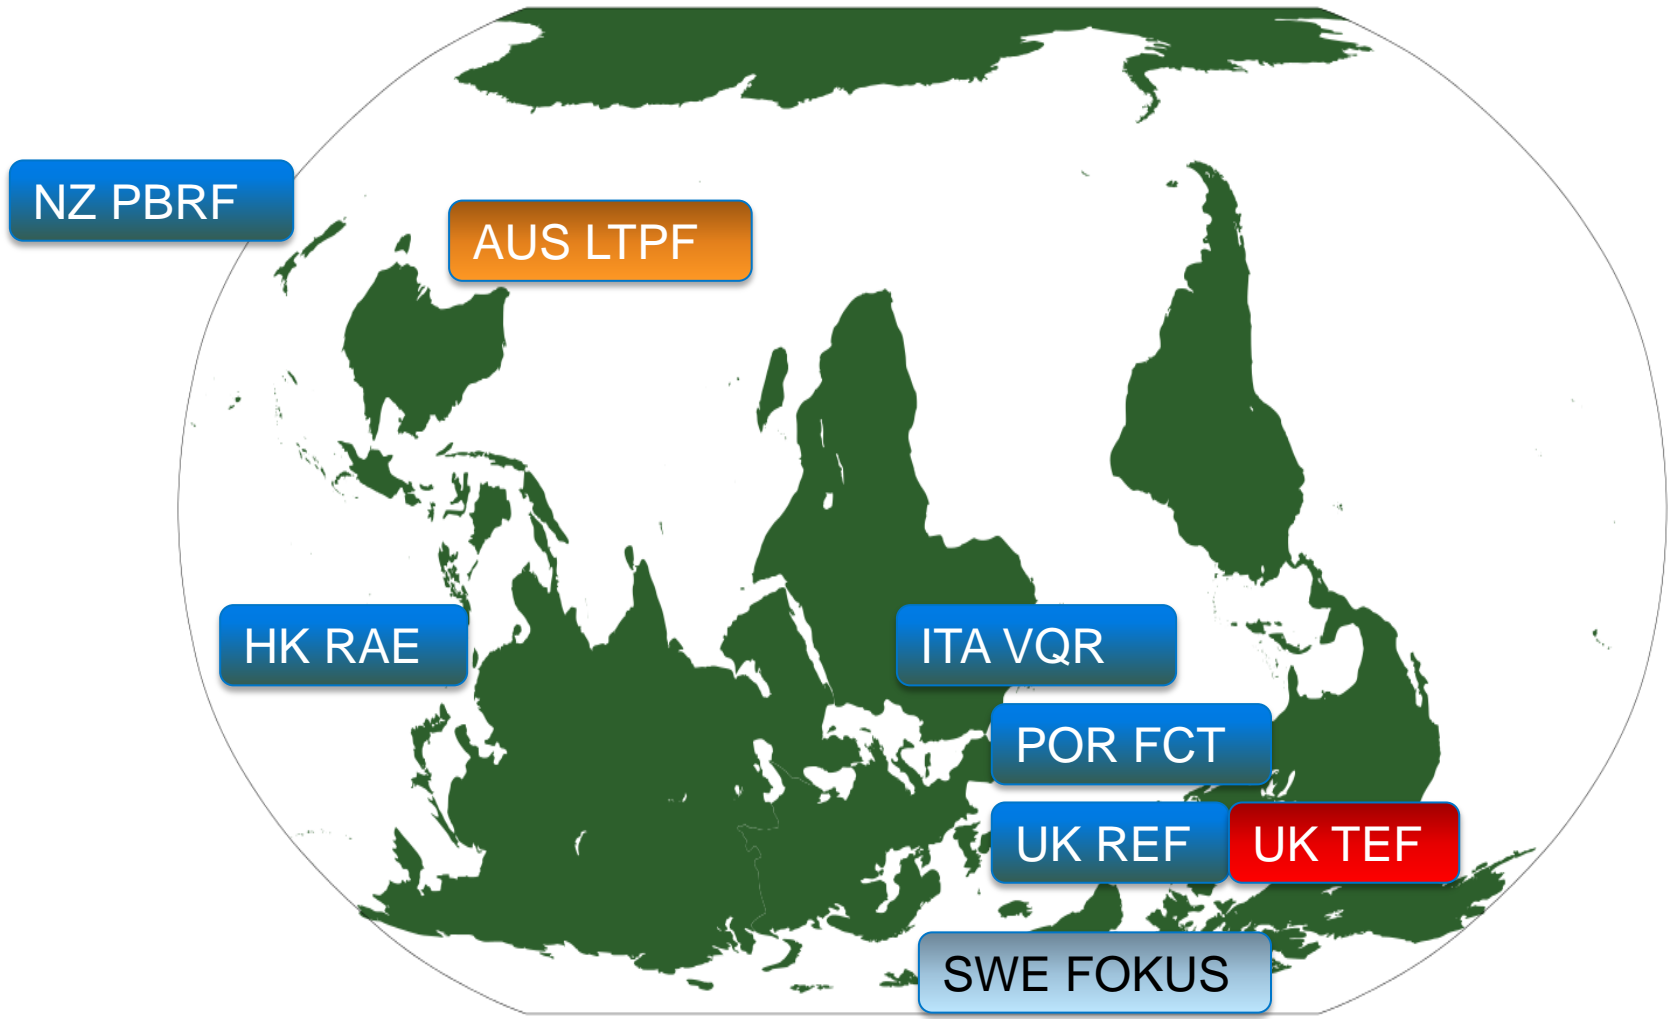 NZ PBRF
AUS LTPF
HK RAE
ITA VQR
POR FCT
UK REF
UK TEF
SWE FOKUS